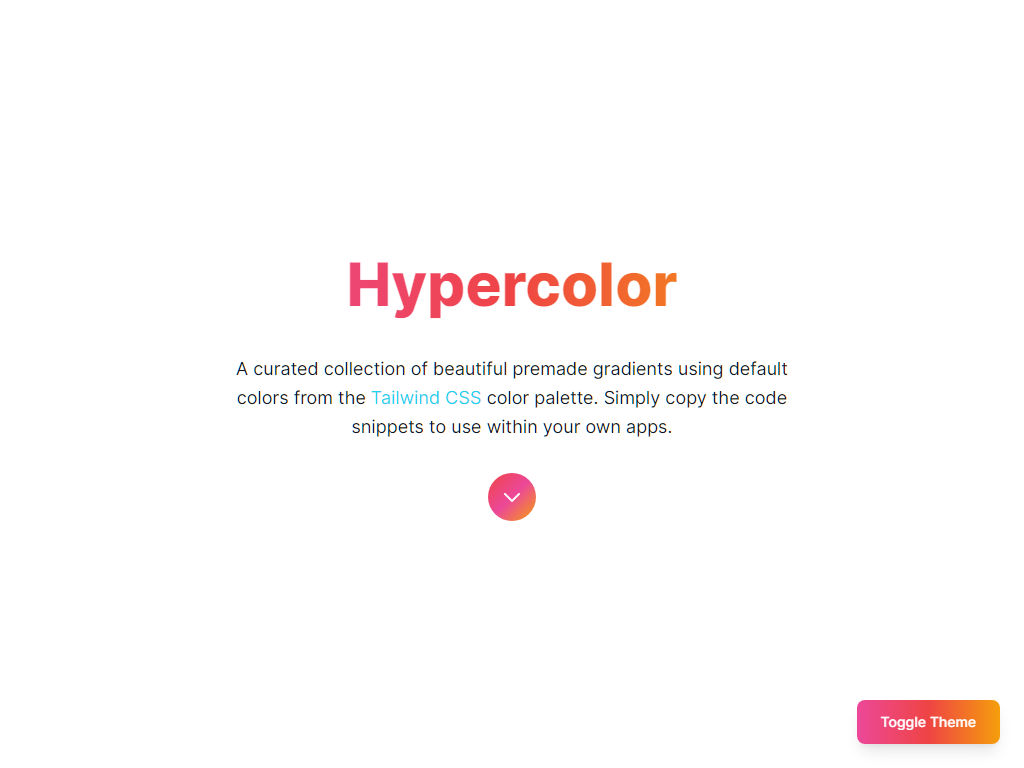 Hypercolor
A curated collection of beautiful premade gradients using default
colors from the Tailwind CSS color palette. Simply copy the code
snippets to use within your own apps.
Toggle Theme